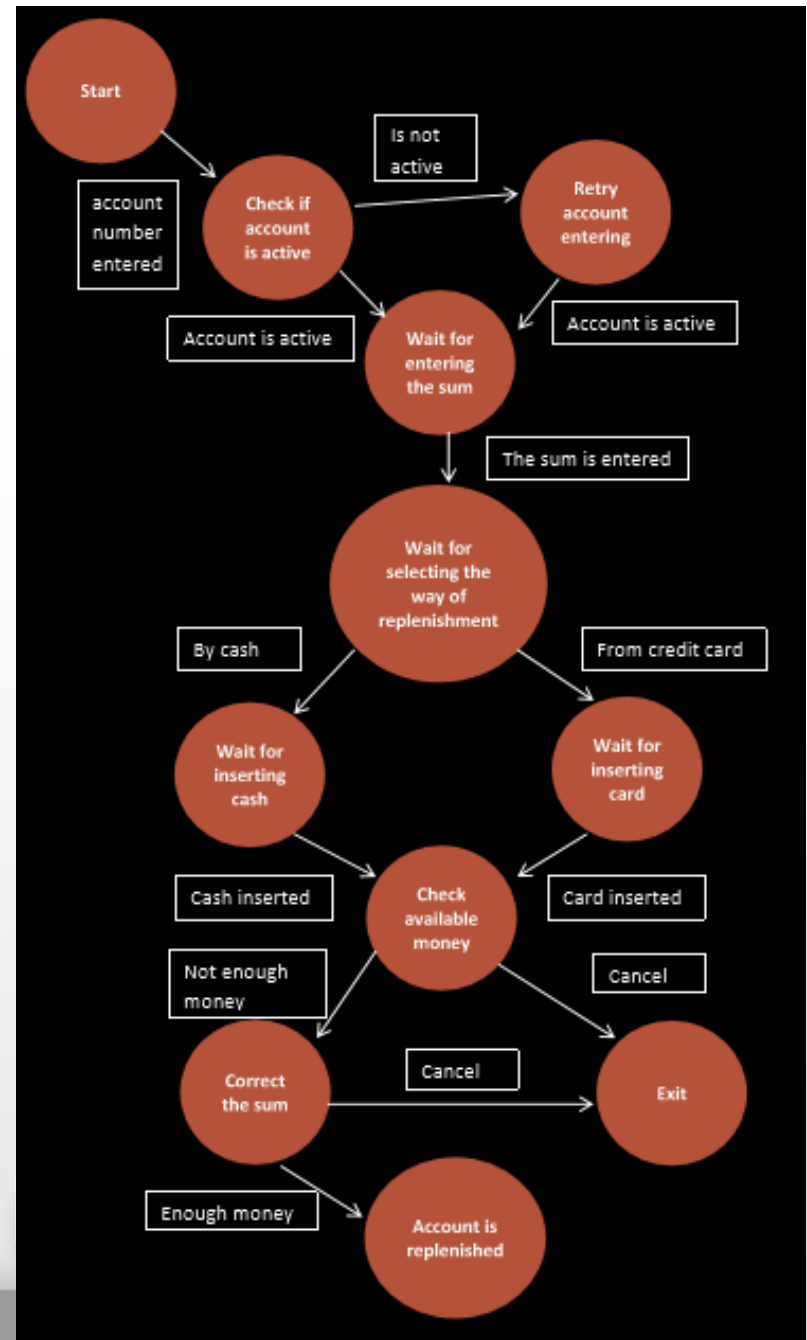 Start
Is not
active
account
number
entered
Check if
account
is active
Retry
account
entering
Account is active
Wait for
entering
the sum
Account is active
The sum is entered
Wait for
selecting the
way of
replenishment
By cash
From credit card
Wait for
inserting
cash
Wait for
inserting
card
Cash inserted
Check
available
money
Card inserted
Not enough
money
Cancel
Correct
the sum
Cancel
Exit
Enough money
Account is
replenished